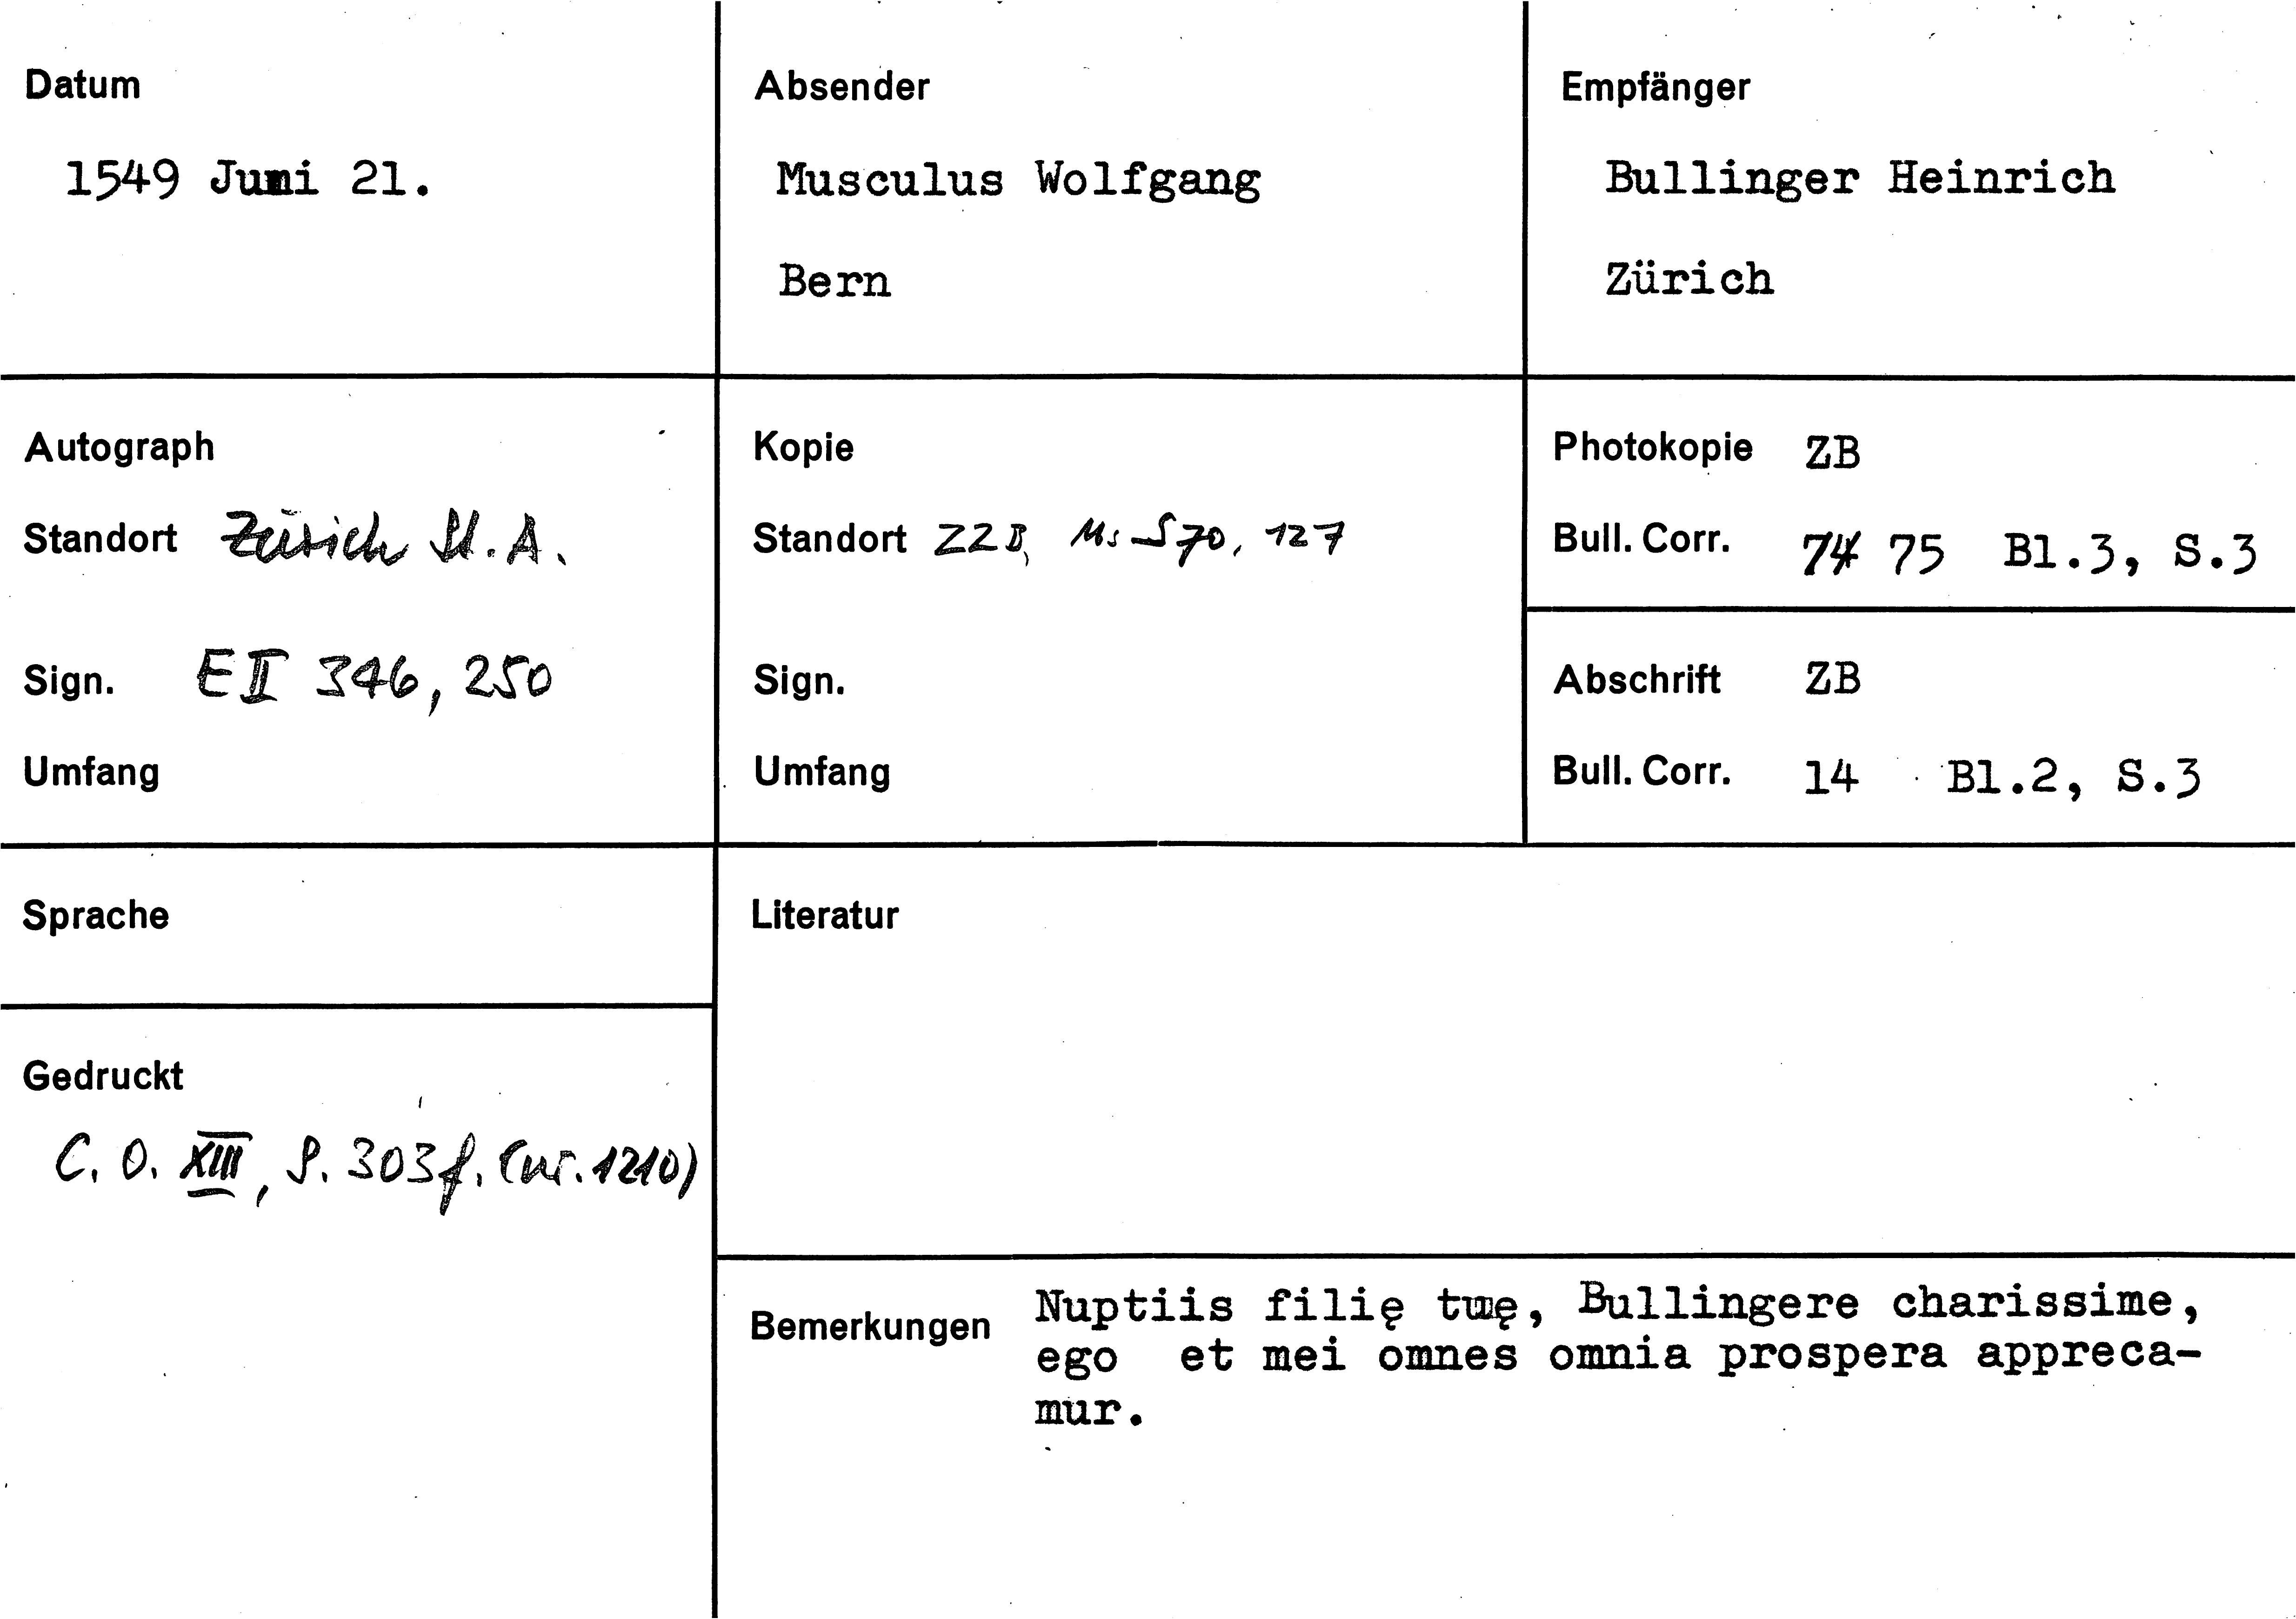 Datum
1549 Juni 21.
Absender
Musculus Wolfgang
Bern
Empfänger
Bullinger Heinrich
Zürich
Autograph
Standort Zürich St. A.
Sign. E II 346, 250
Umfang
Kopie
Standort ZZB, Ms S70, 127
Sign.
Umfang
Photokopie ZB
Bull. Corr. 74 75 Bl.3, S.3
Abschrift ZB
Bull. Corr. 14 Bl.2, S.3
Sprache
Gedruckt
C. O. XIII, S. 303f. (nr. 1210)
Literatur
Bemerkungen Nuptiis filię tuę, Bullingere charissime,
ego et mei omnes omnia prospera appreca-
mur.